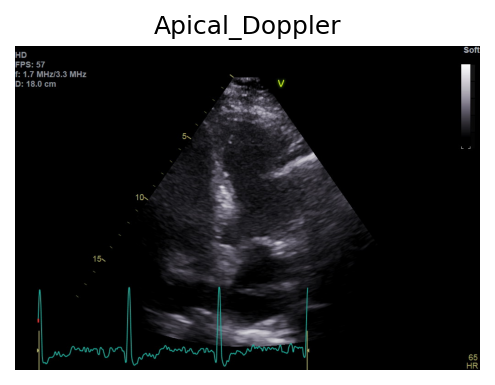 Apical_Doppler
HD
FPS: 57
f: 1.7 MHz/3.3 MHz
D: 18.0 cm
Soft
V
5
10
15
65
HR